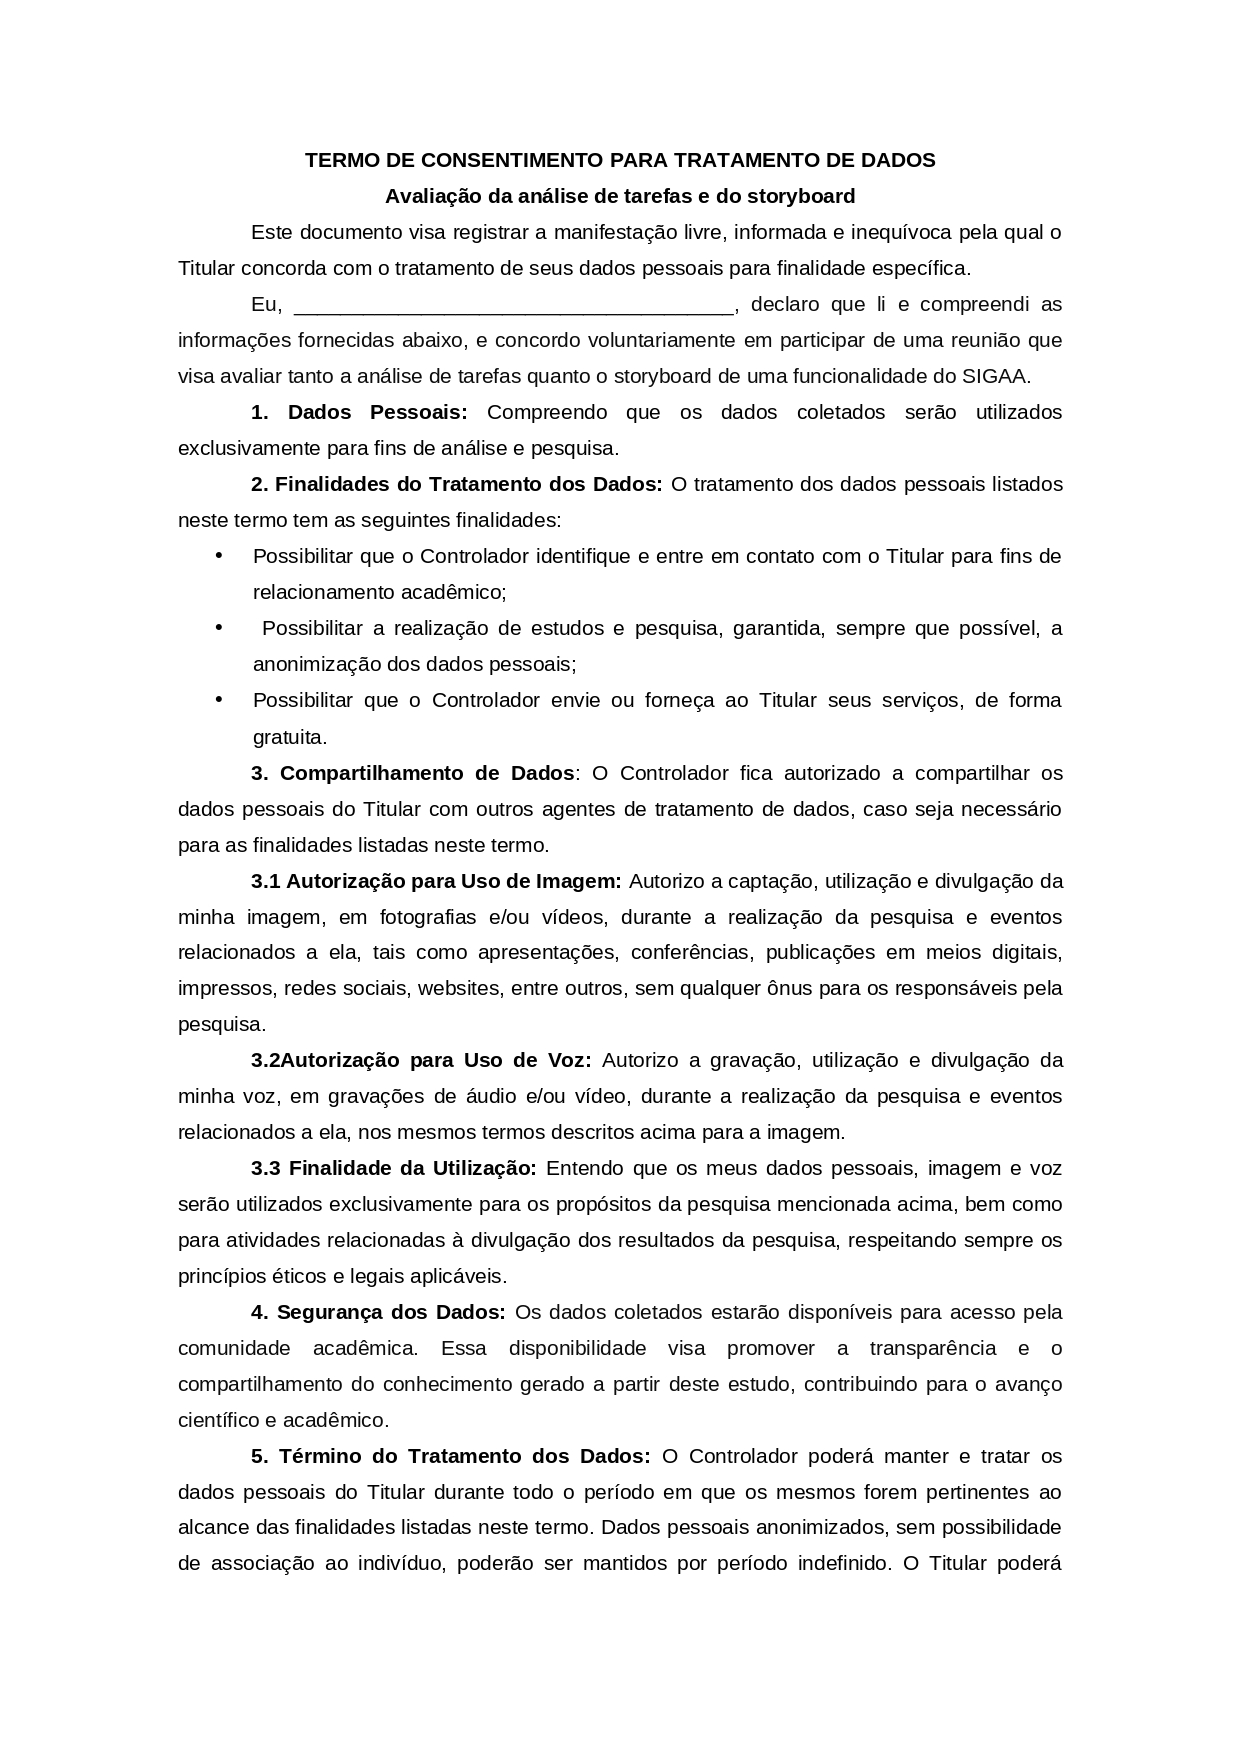 TERMO DE CONSENTIMENTO PARA TRATAMENTO DE DADOS
Avaliação da análise de tarefas e do storyboard
Este documento visa registrar a manifestação livre, informada e inequívoca pela qual o
Titular concorda com o tratamento de seus dados pessoais para finalidade específica.
Eu, ______________________________________, declaro que li e compreendi as
informações fornecidas abaixo, e concordo voluntariamente em participar de uma reunião que
visa avaliar tanto a análise de tarefas quanto o storyboard de uma funcionalidade do SIGAA.
1. Dados Pessoais: Compreendo que os dados coletados serão utilizados
exclusivamente para fins de análise e pesquisa.
2. Finalidades do Tratamento dos Dados: O tratamento dos dados pessoais listados
neste termo tem as seguintes finalidades:
• Possibilitar que o Controlador identifique e entre em contato com o Titular para fins de
relacionamento acadêmico;
• Possibilitar a realização de estudos e pesquisa, garantida, sempre que possível, a
anonimização dos dados pessoais;
• Possibilitar que o Controlador envie ou forneça ao Titular seus serviços, de forma
gratuita.
3. Compartilhamento de Dados: O Controlador fica autorizado a compartilhar os
dados pessoais do Titular com outros agentes de tratamento de dados, caso seja necessário
para as finalidades listadas neste termo.
3.1 Autorização para Uso de Imagem: Autorizo a captação, utilização e divulgação da
minha imagem, em fotografias e/ou vídeos, durante a realização da pesquisa e eventos
relacionados a ela, tais como apresentações, conferências, publicações em meios digitais,
impressos, redes sociais, websites, entre outros, sem qualquer ônus para os responsáveis pela
pesquisa.
3.2Autorização para Uso de Voz: Autorizo a gravação, utilização e divulgação da
minha voz, em gravações de áudio e/ou vídeo, durante a realização da pesquisa e eventos
relacionados a ela, nos mesmos termos descritos acima para a imagem.
3.3 Finalidade da Utilização: Entendo que os meus dados pessoais, imagem e voz
serão utilizados exclusivamente para os propósitos da pesquisa mencionada acima, bem como
para atividades relacionadas à divulgação dos resultados da pesquisa, respeitando sempre os
princípios éticos e legais aplicáveis.
4. Segurança dos Dados: Os dados coletados estarão disponíveis para acesso pela
comunidade acadêmica. Essa disponibilidade visa promover a transparência e o
compartilhamento do conhecimento gerado a partir deste estudo, contribuindo para o avanço
científico e acadêmico.
5. Término do Tratamento dos Dados: O Controlador poderá manter e tratar os
dados pessoais do Titular durante todo o período em que os mesmos forem pertinentes ao
alcance das finalidades listadas neste termo. Dados pessoais anonimizados, sem possibilidade
de associação ao indivíduo, poderão ser mantidos por período indefinido. O Titular poderá